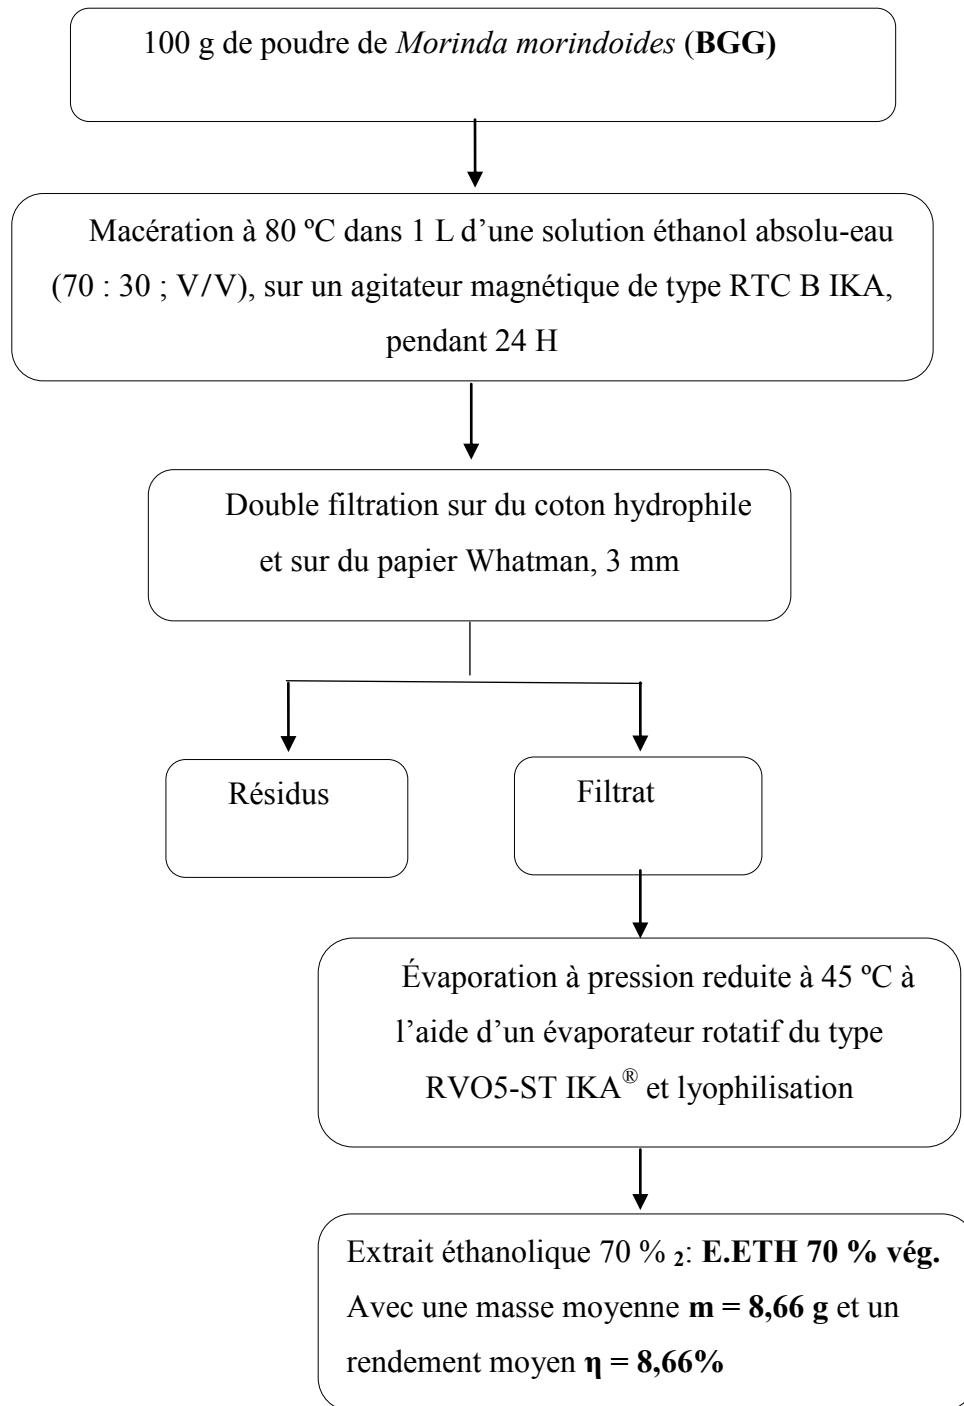 100 g de poudre de Morinda morindoides (BGG)
Macération à 80 ºC dans 1 L d’une solution éthanol absolu-eau
(70 : 30 ; V/V), sur un agitateur magnétique de type RTC B IKA,
pendant 24 H
Double filtration sur du coton hydrophile
et sur du papier Whatman, 3 mm
Résidus
Filtrat
Évaporation à pression reduite à 45 ºC à
l’aide d’un évaporateur rotatif du type
RVO5-ST IKA® et lyophilisation
Extrait éthanolique 70 % 2: E.ETH 70 % vég.
Avec une masse moyenne m = 8,66 g et un
rendement moyen η = 8,66%